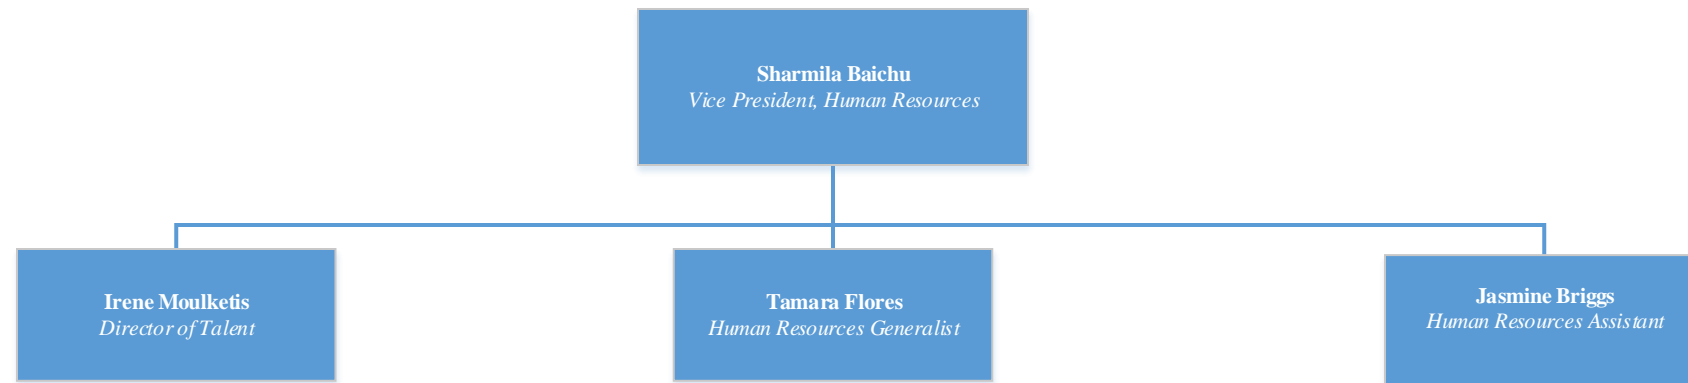 Sharmila Baichu
Vice President, Human Resources
Irene Moulketis
Director of Talent
Tamara Flores
Human Resources Generalist
Jasmine Briggs
Human Resources Assistant